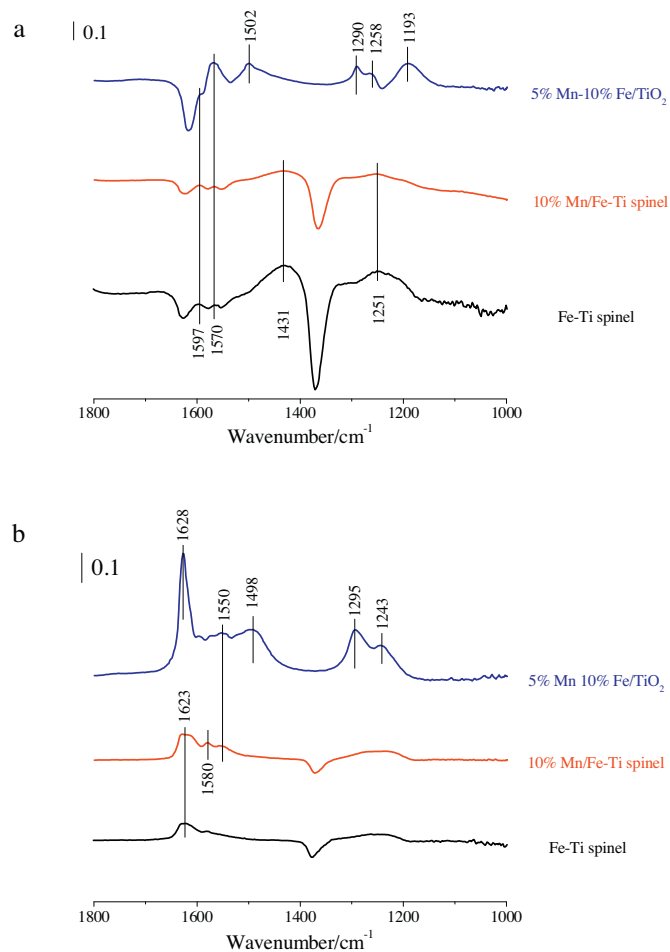 a
0.1
1502
1290
1258
1193
5% Mn-10% Fe/TiO₂
10% Mn/Fe-Ti spinel
1597
1570
1431
1251
Fe-Ti spinel
1800
1600
1400
1200
1000
Wavenumber/cm⁻¹
b
0.1
1628
1550
1498
1295
1243
5% Mn 10% Fe/TiO₂
1623
1580
10% Mn/Fe-Ti spinel
Fe-Ti spinel
1800
1600
1400
1200
1000
Wavenumber/cm⁻¹